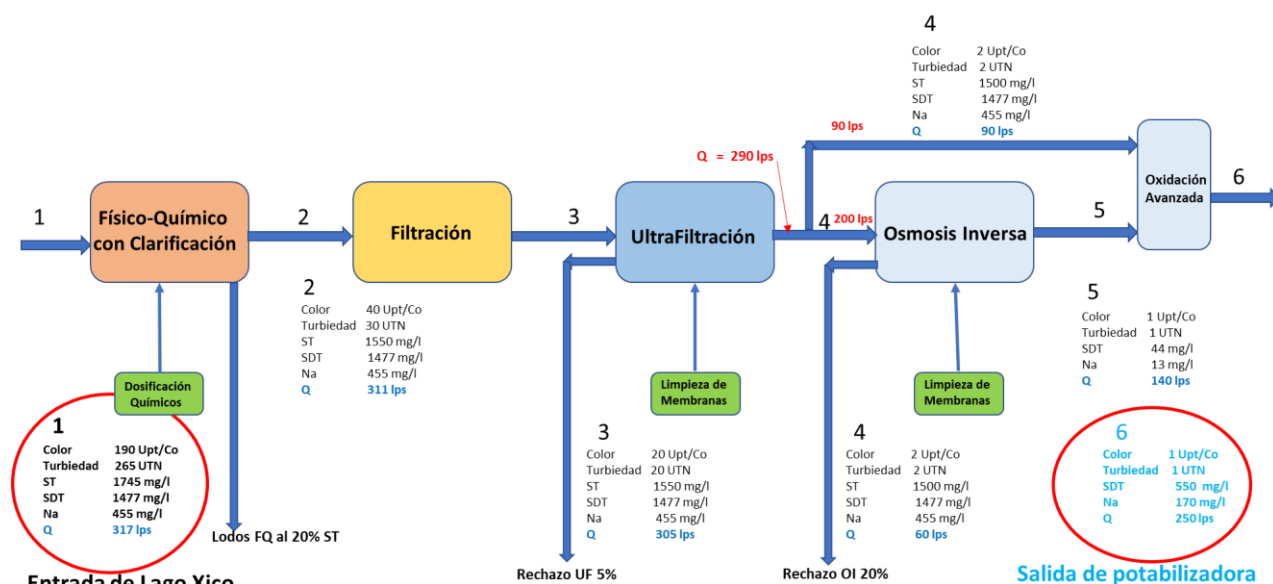 4
Color 2 Upt/Co
Turbiedad 2 UTN
ST 1500 mg/l
SDT 1477 mg/l
Na 455 mg/l
Q 90 lps
90 lps
Q = 290 lps
1
Físico-Químico
con Clarificación
2
Filtración
3
UltraFiltración
4
200 lps
Osmosis Inversa
5
Oxidación
Avanzada
6
2
Color 40 Upt/Co
Turbiedad 30 UTN
ST 1550 mg/l
SDT 1477 mg/l
Na 455 mg/l
Q 311 lps
5
Color 1 Upt/Co
Turbiedad 1 UTN
SDT 44 mg/l
Na 13 mg/l
Q 140 lps
Dosificación
Químicos
Limpieza de
Membranas
Limpieza de
Membranas
1
Color 190 Upt/Co
Turbiedad 265 UTN
ST 1745 mg/l
SDT 1477 mg/l
Na 455 mg/l
Q 317 lps
3
Color 20 Upt/Co
Turbiedad 20 UTN
ST 1550 mg/l
SDT 1477 mg/l
Na 455 mg/l
Q 305 lps
4
Color 2 Upt/Co
Turbiedad 2 UTN
ST 1500 mg/l
SDT 1477 mg/l
Na 455 mg/l
Q 60 lps
6
Color 1 Upt/Co
Turbiedad 1 UTN
SDT 550 mg/l
Na 170 mg/l
Q 250 lps
Lodos FQ al 20% ST
Entrada de Lago Xico
Rechazo UF 5%
Rechazo OI 20%
Salida de potabilizadora